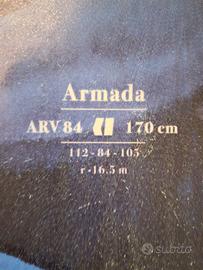 Armada
ARV 84 170 cm
112-84-105
r-16.5 m
subito